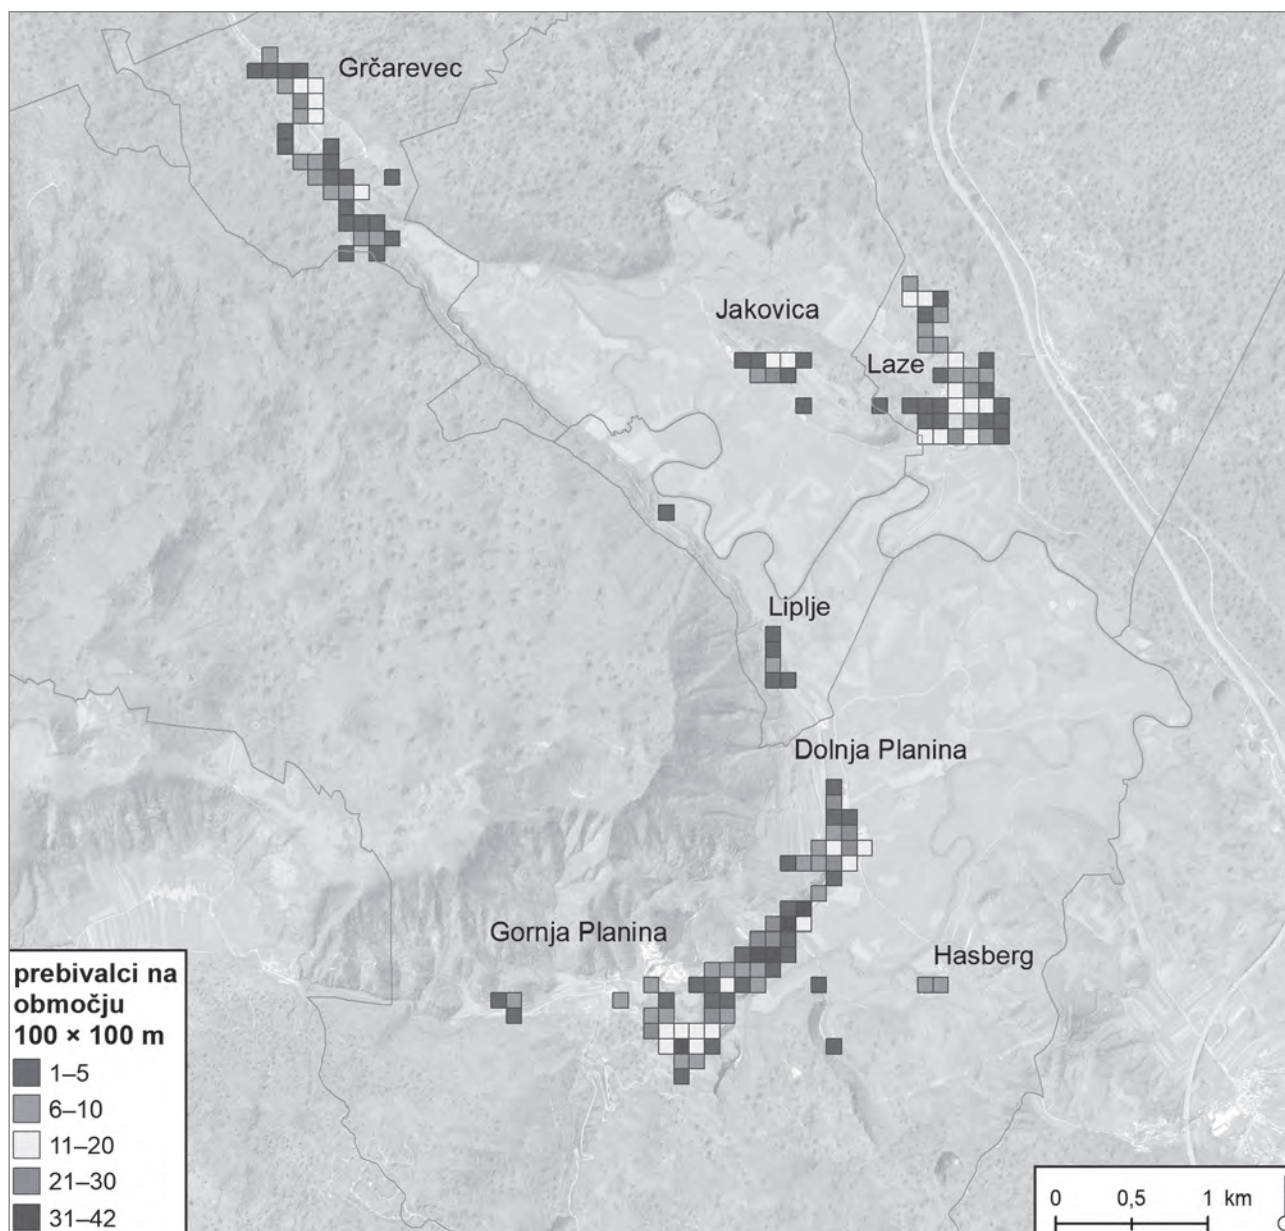 Grčarevec
Jakovica
Laze
Liplje
Dolnja Planina
Gornja Planina
Hasberg
prebivalci na
območju
100 × 100 m
1–5
6–10
11–20
21–30
31–42
0 0,5 1 km